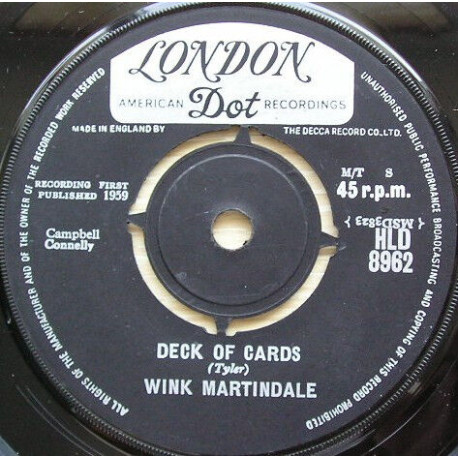 LONDON
AMERICAN Dot RECORDINGS
MADE IN ENGLAND BY THE DECCA RECORD CO., LTD.
RECORDING FIRST
PUBLISHED 1959
Campbell
Connelly
M/T S
45 r.p.m.
{ MSD3823 }
HLD
8962
DECK OF CARDS
(Tyler)
WINK MARTINDALE
ALL RIGHTS OF THE MANUFACTURER AND OF THE OWNER OF THE RECORDED WORK RESERVED
UNAUTHORISED PUBLIC PERFORMANCE BROADCASTING AND COPYING OF THIS RECORD PROHIBITED